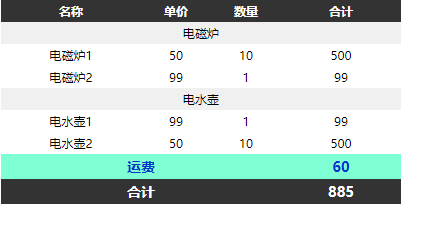 名称 单价 数量 合计
电磁炉
电磁炉1 50 10 500
电磁炉2 99 1 99
电水壶
电水壶1 99 1 99
电水壶2 50 10 500
运费 60
合计 885